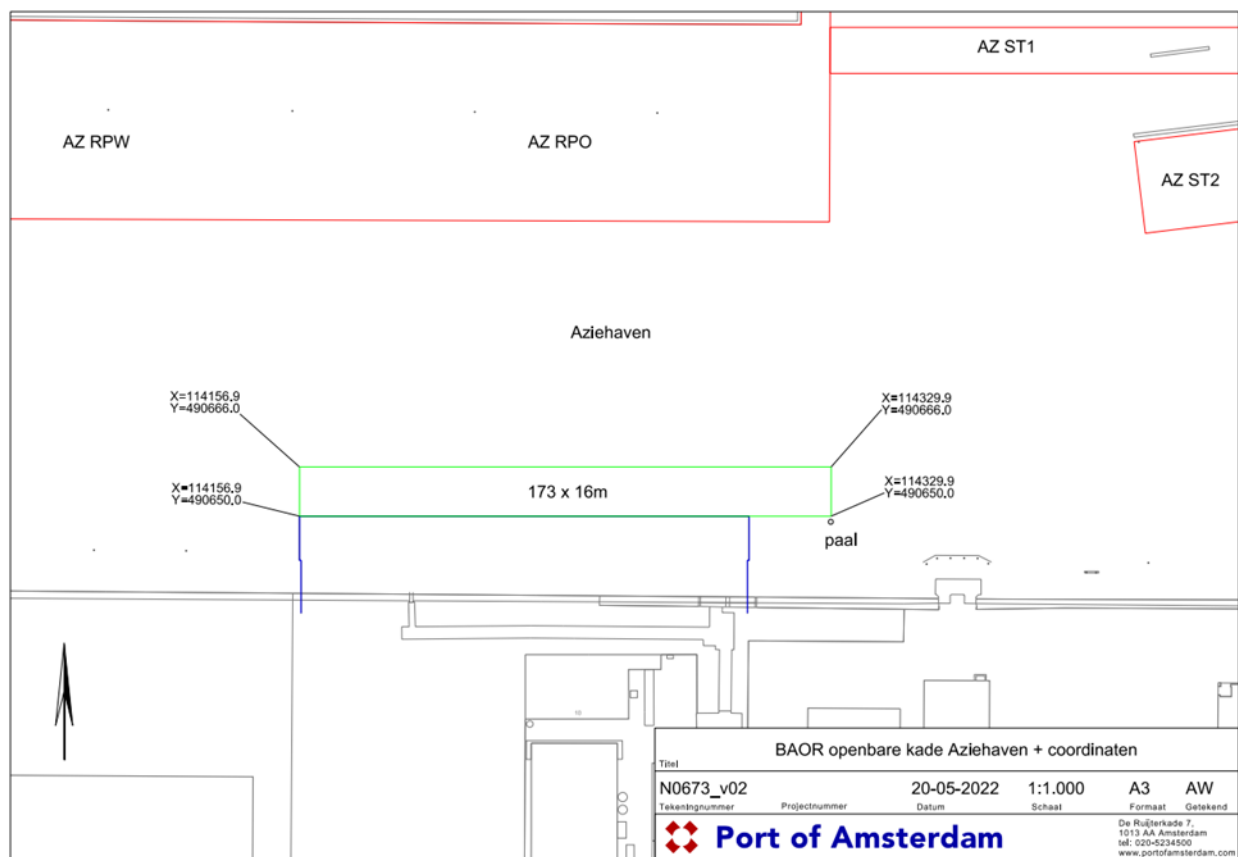 AZ ST1
AZ RPW
AZ RPO
AZ ST2
Aziehaven
X=114156.9
Y=490666.0
X=114329.9
Y=490666.0
X=114156.9
Y=490650.0
173 x 16m
X=114329.9
Y=490650.0
paal
10
BAOR openbare kade Aziehaven + coordinaten
Titel
N0673_v02 20-05-2022 1:1.000 A3 AW
Tekeningnummer Projectnummer Datum Schaal Formaat Getekend
Port of Amsterdam
De Ruijterkade 7,
1013 AA Amsterdam
tel: 020-5234500
www.portofamsterdam.com